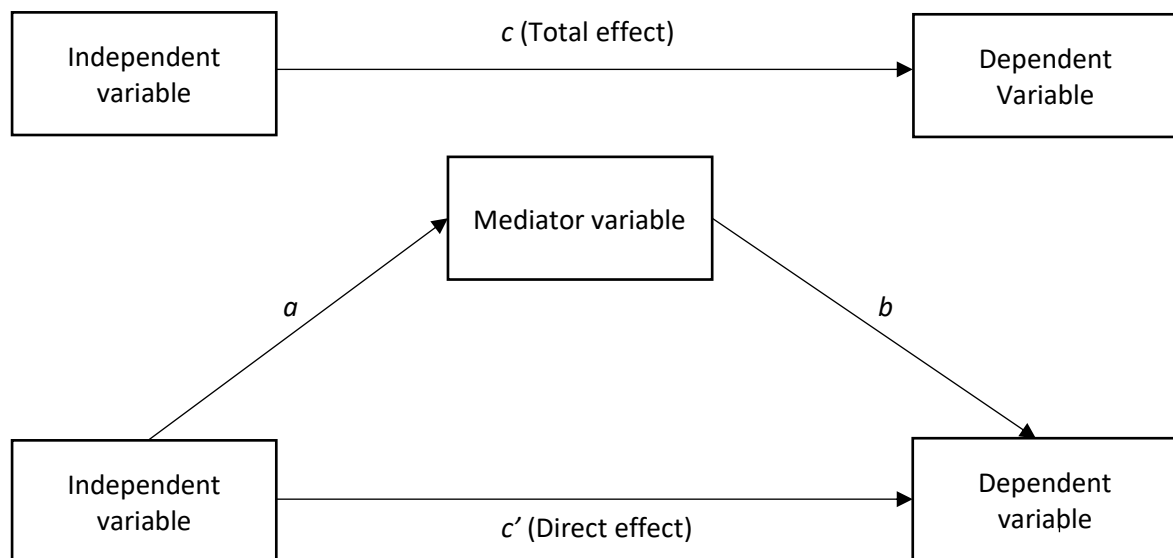 c (Total effect)
Independent
variable
Dependent
Variable
Mediator variable
a
b
Independent
variable
c’ (Direct effect)
Dependent
variable